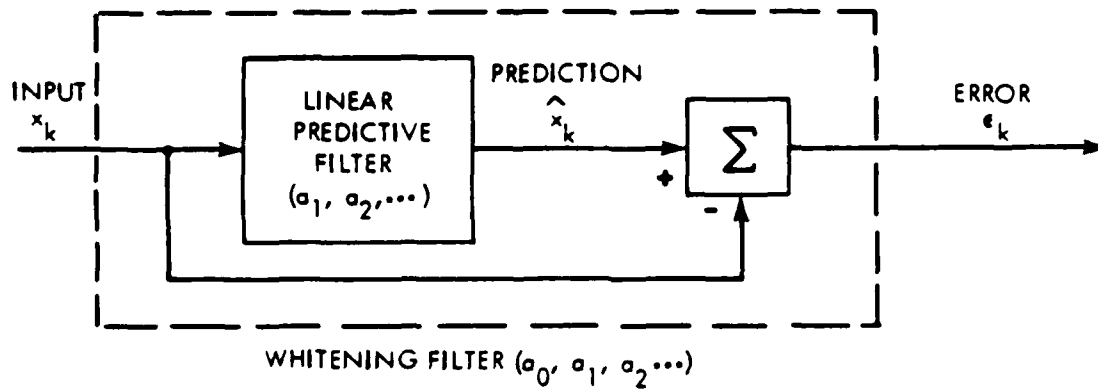 INPUT
x_k
LINEAR
PREDICTIVE
FILTER
(a_1, a_2, ···)
PREDICTION
x̂_k
+
-
Σ
ERROR
ϵ_k
WHITENING FILTER (a_0, a_1, a_2 ···)